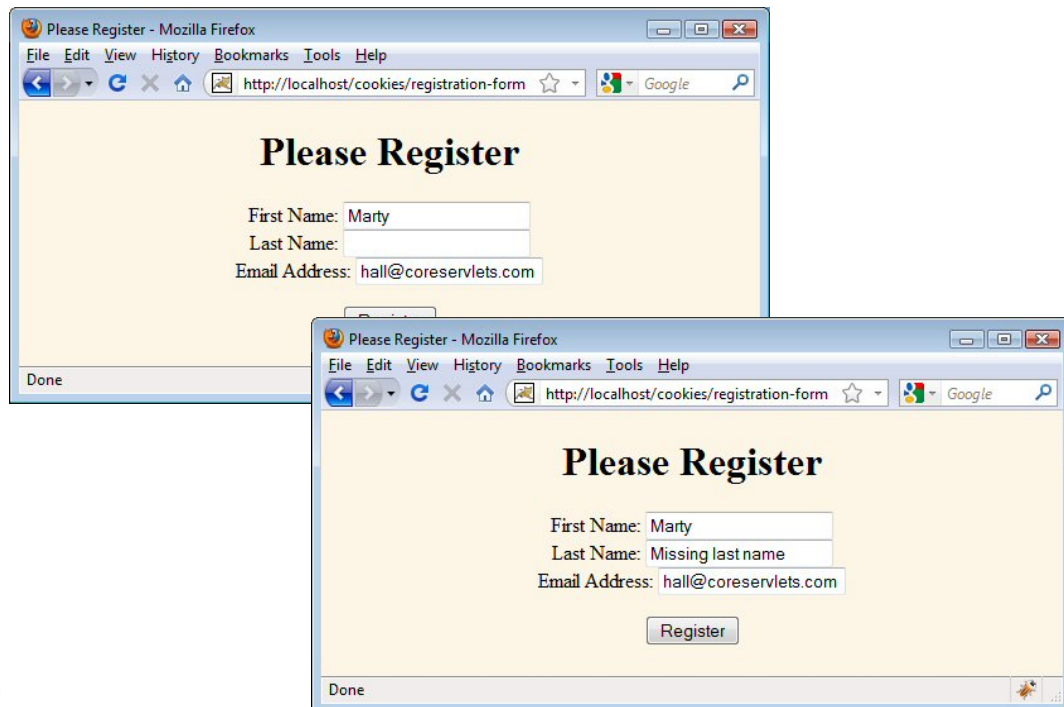 Please Register - Mozilla Firefox
File Edit View History Bookmarks Tools Help
http://localhost/cookies/registration-form Google
Please Register
First Name: Marty
Last Name:
Email Address: hall@coreservlets.com
Register
Done
Please Register - Mozilla Firefox
File Edit View History Bookmarks Tools Help
http://localhost/cookies/registration-form Google
Please Register
First Name: Marty
Last Name: Missing last name
Email Address: hall@coreservlets.com
Register
Done